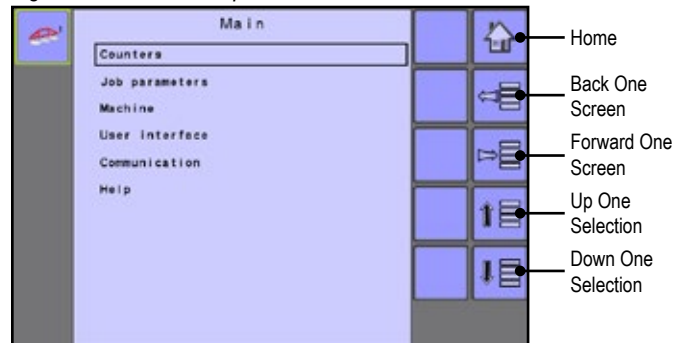 Main
Counters
Job parameters
Machine
User Interface
Communication
Help
Home
Back One
Screen
Forward One
Screen
Up One
Selection
Down One
Selection